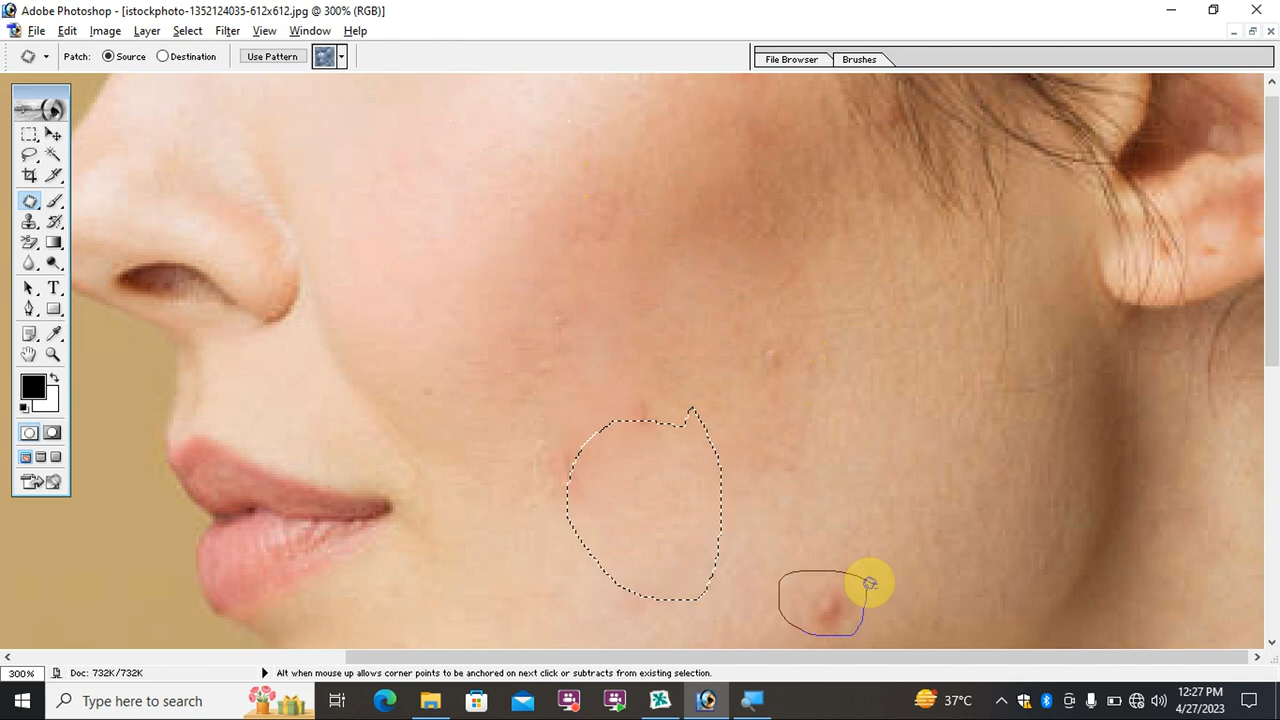 Adobe Photoshop - [istockphoto-1352124035-612x612.jpg @ 300% (RGB)]
File Edit Image Layer Select Filter View Window Help
Patch: Source Destination Use Pattern File Browser Brushes
T
300% Doc: 732K/732K Alt when mouse up allows corner points to be anchored on next click or subtracts from existing selection.
Type here to search 37°C 12:27 PM
4/27/2023